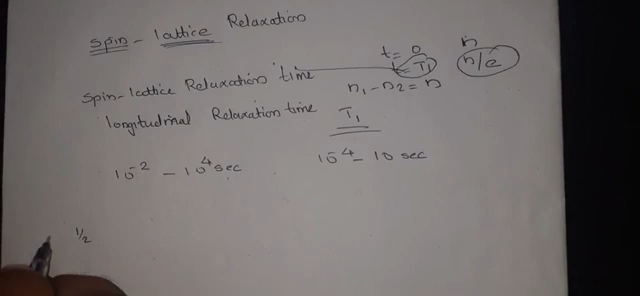 Spin - Lattice Relaxation
t= 0 n
Spin-lattice Relaxation time = T1 n/e
n1 - n2 = n
longitudinal Relaxation time T1
10-2 - 104 sec 10-4 - 10 sec
1/2